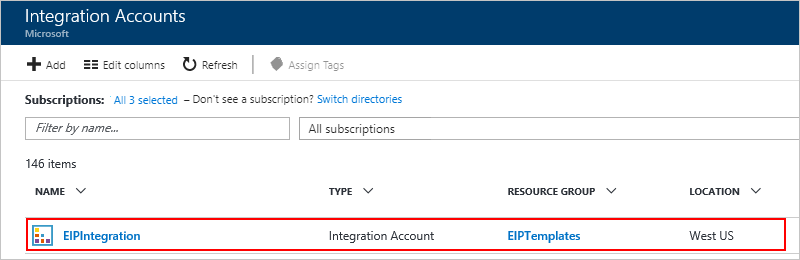 Integration Accounts
Microsoft
Add Edit columns Refresh Assign Tags
Subscriptions: All 3 selected – Don't see a subscription? Switch directories
Filter by name... All subscriptions
146 items
NAME TYPE RESOURCE GROUP LOCATION
EIPIntegration Integration Account EIPTemplates West US